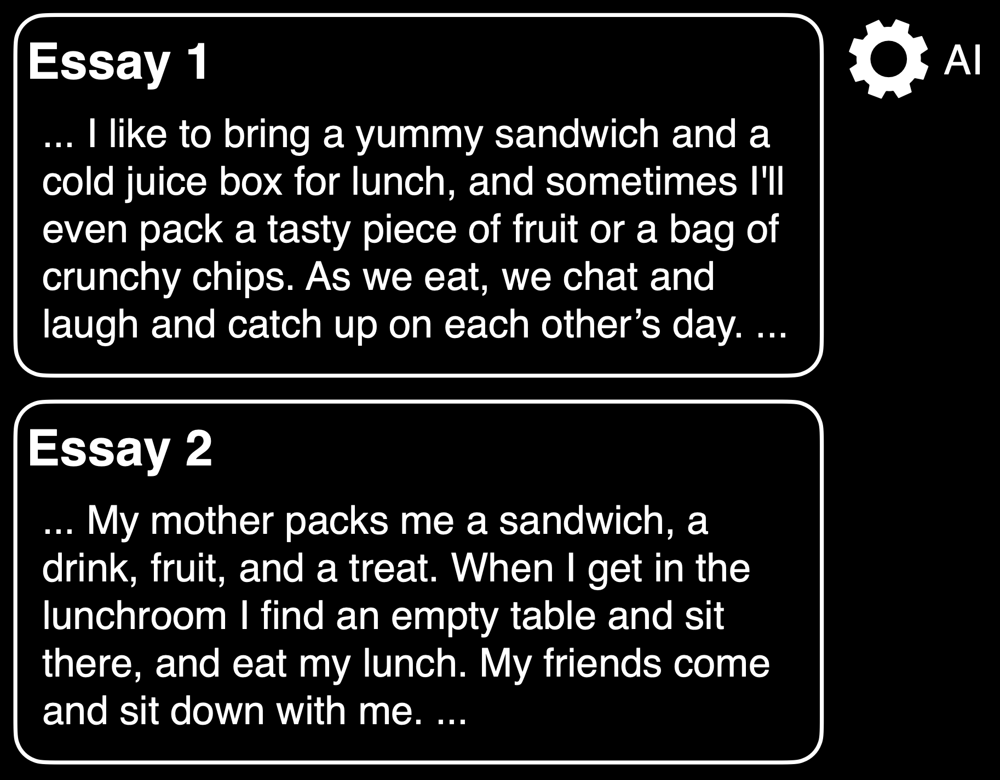 Essay 1
AI
... I like to bring a yummy sandwich and a
cold juice box for lunch, and sometimes I'll
even pack a tasty piece of fruit or a bag of
crunchy chips. As we eat, we chat and
laugh and catch up on each other’s day. ...
Essay 2
... My mother packs me a sandwich, a
drink, fruit, and a treat. When I get in the
lunchroom I find an empty table and sit
there, and eat my lunch. My friends come
and sit down with me. ...